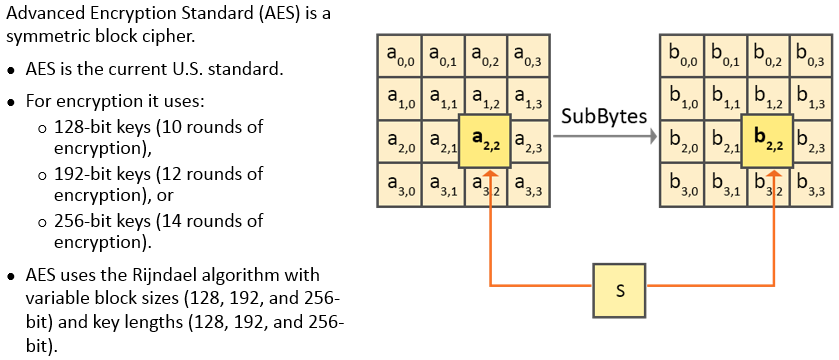 Advanced Encryption Standard (AES) is a
symmetric block cipher.
• AES is the current U.S. standard.
• For encryption it uses:
o 128-bit keys (10 rounds of
encryption),
o 192-bit keys (12 rounds of
encryption), or
o 256-bit keys (14 rounds of
encryption).
• AES uses the Rijndael algorithm with
variable block sizes (128, 192, and 256-
bit) and key lengths (128, 192, and 256-
bit).
a0,0 a0,1 a0,2 a0,3
a1,0 a1,1 a1,2 a1,3
a2,0 a2,1 a2,2 a2,3
a3,0 a3,1 a3,2 a3,3
SubBytes
b0,0 b0,1 b0,2 b0,3
b1,0 b1,1 b1,2 b1,3
b2,0 b2,1 b2,2 b2,3
b3,0 b3,1 b3,2 b3,3
S